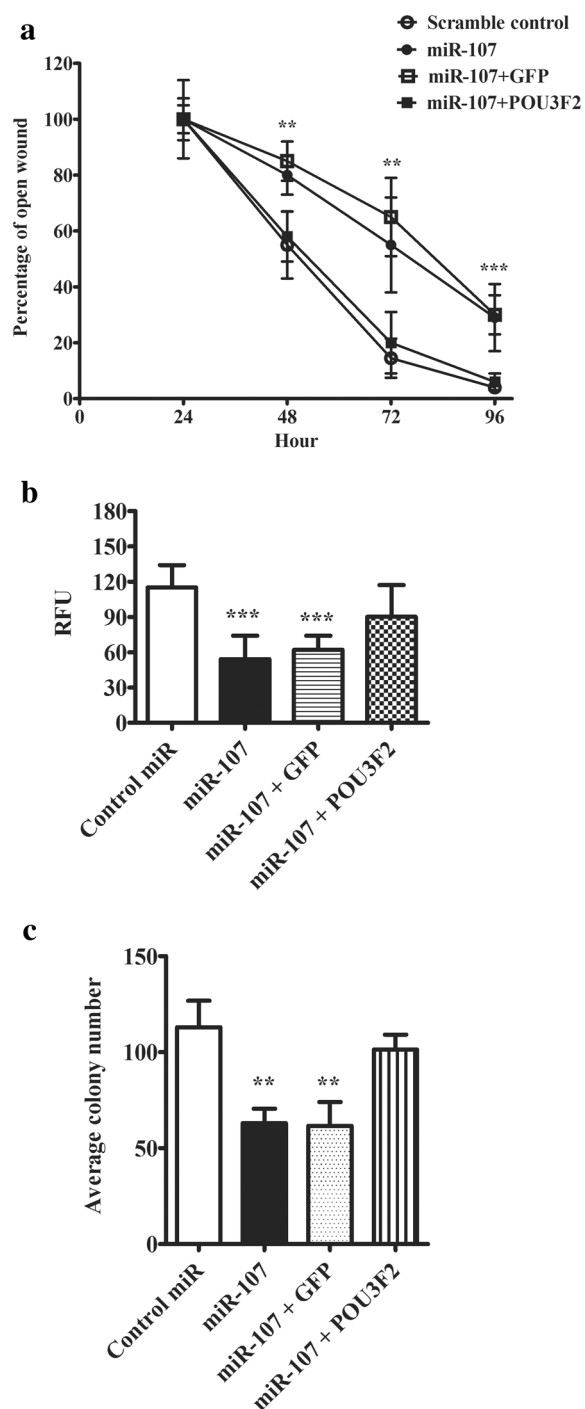 a
Scramble control
miR-107
miR-107+GFP
miR-107+POU3F2
Percentage of open wound
120
100
80
60
40
20
0
** ** ***
0 24 48 72 96
Hour
b
RFU
180
150
120
90
60
30
0
*** ***
Control miR
miR-107
miR-107 + GFP
miR-107 + POU3F2
c
Average colony number
150
100
50
0
** **
Control miR
miR-107
miR-107 + GFP
miR-107 + POU3F2